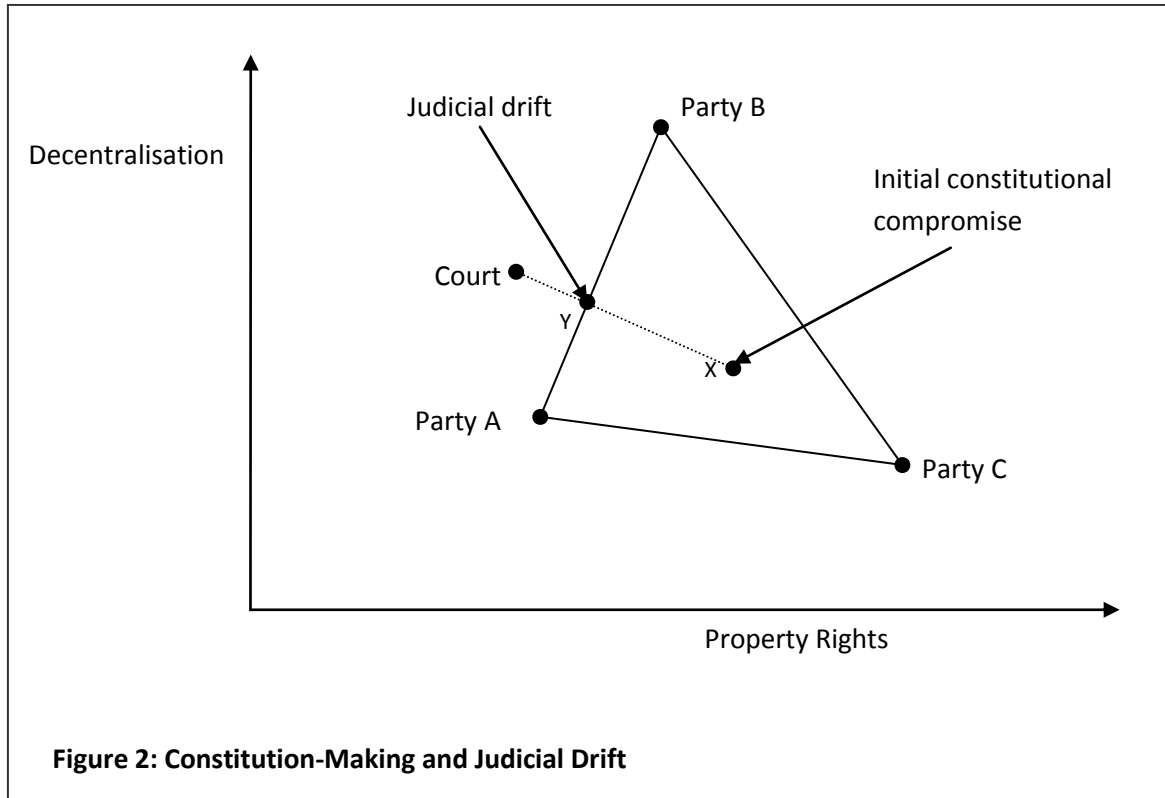 Judicial drift
Party B
Decentralisation
Initial constitutional
compromise
Court
Y
X
Party A
Party C
Property Rights
Figure 2: Constitution-Making and Judicial Drift